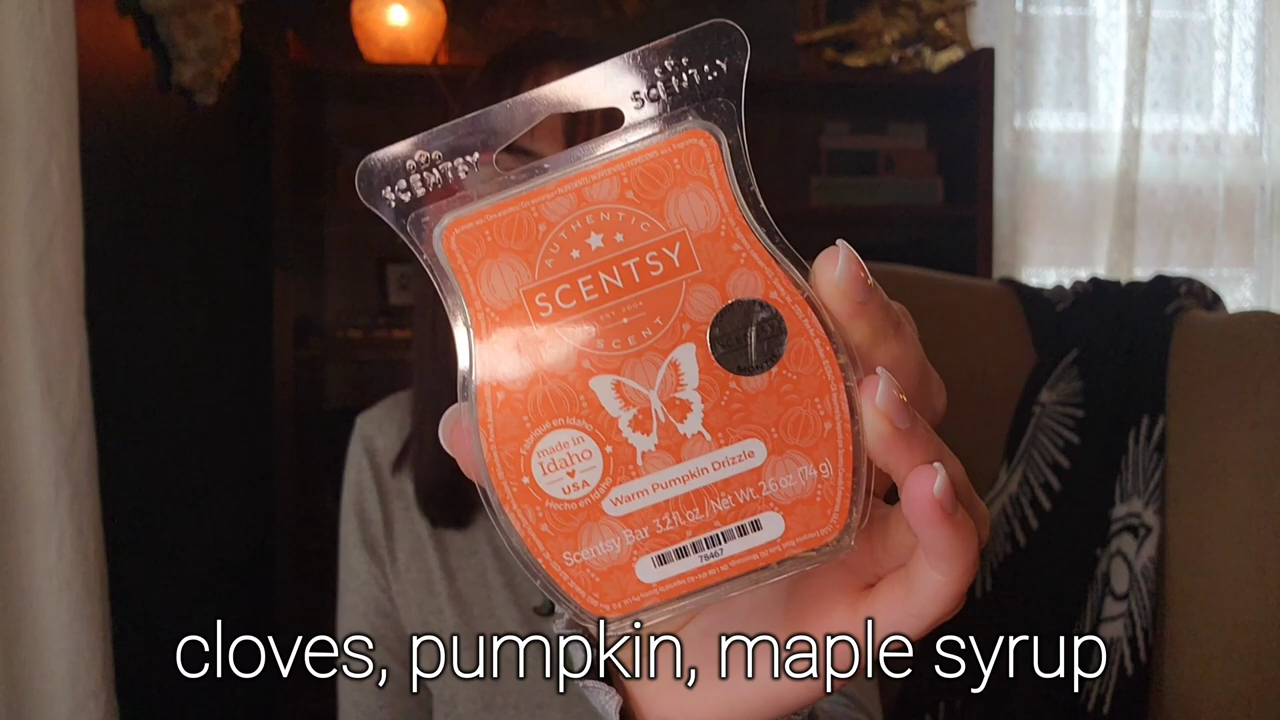 SCENTSY
SCENTSY
AUTHENTIC
SCENTSY
EST. 2004
SCENT
Fabriqué en Idaho
made in
Idaho
USA
Hecho en Idaho
Warm Pumpkin Drizzle
Scentsy Bar 3.2 fl. oz. / Net Wt. 2.6 oz (74 g)
78467
cloves, pumpkin, maple syrup